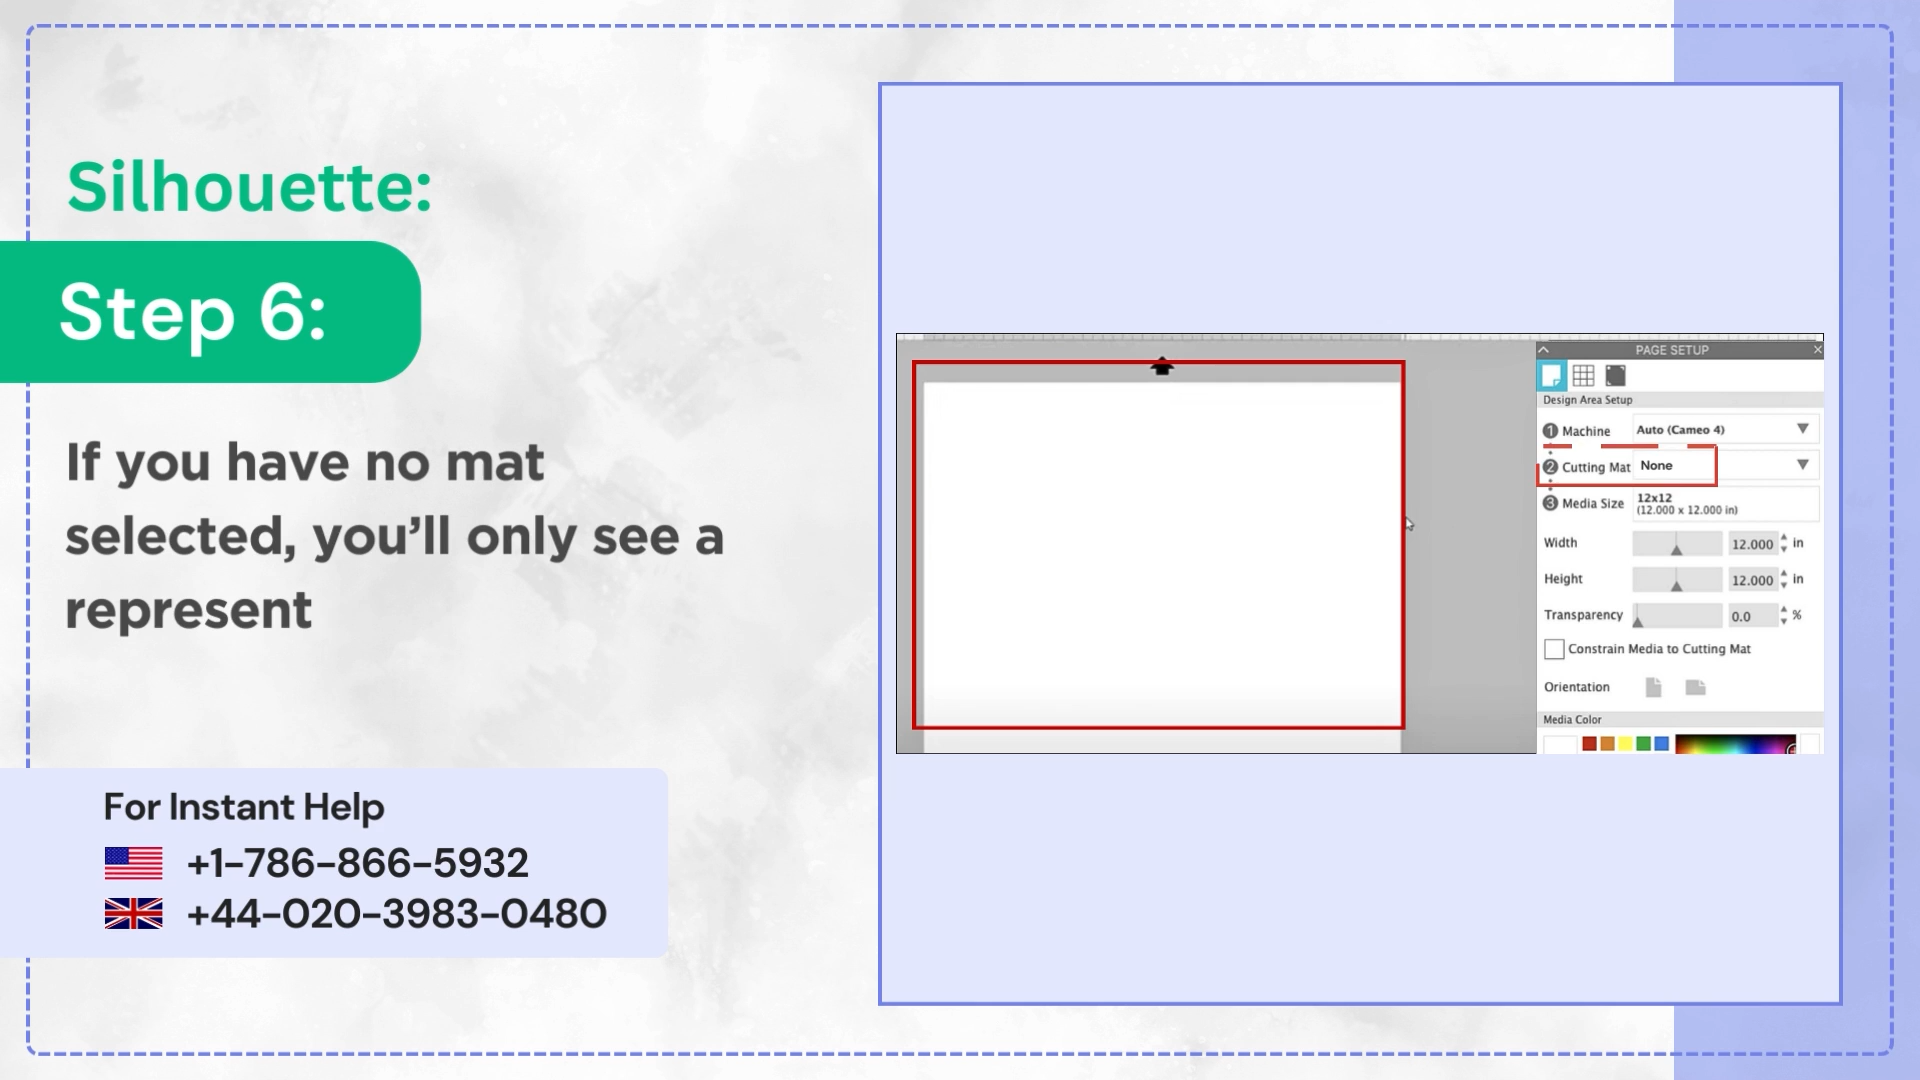 Silhouette:
Step 6:
If you have no mat
selected, you’ll only see a
represent
For Instant Help
+1-786-866-5932
+44-020-3983-0480
PAGE SETUP
Design Area Setup
1 Machine Auto (Cameo 4)
2 Cutting Mat None
3 Media Size 12x12
(12.000 x 12.000 in)
Width 12.000 in
Height 12.000 in
Transparency 0.0 %
Constrain Media to Cutting Mat
Orientation
Media Color